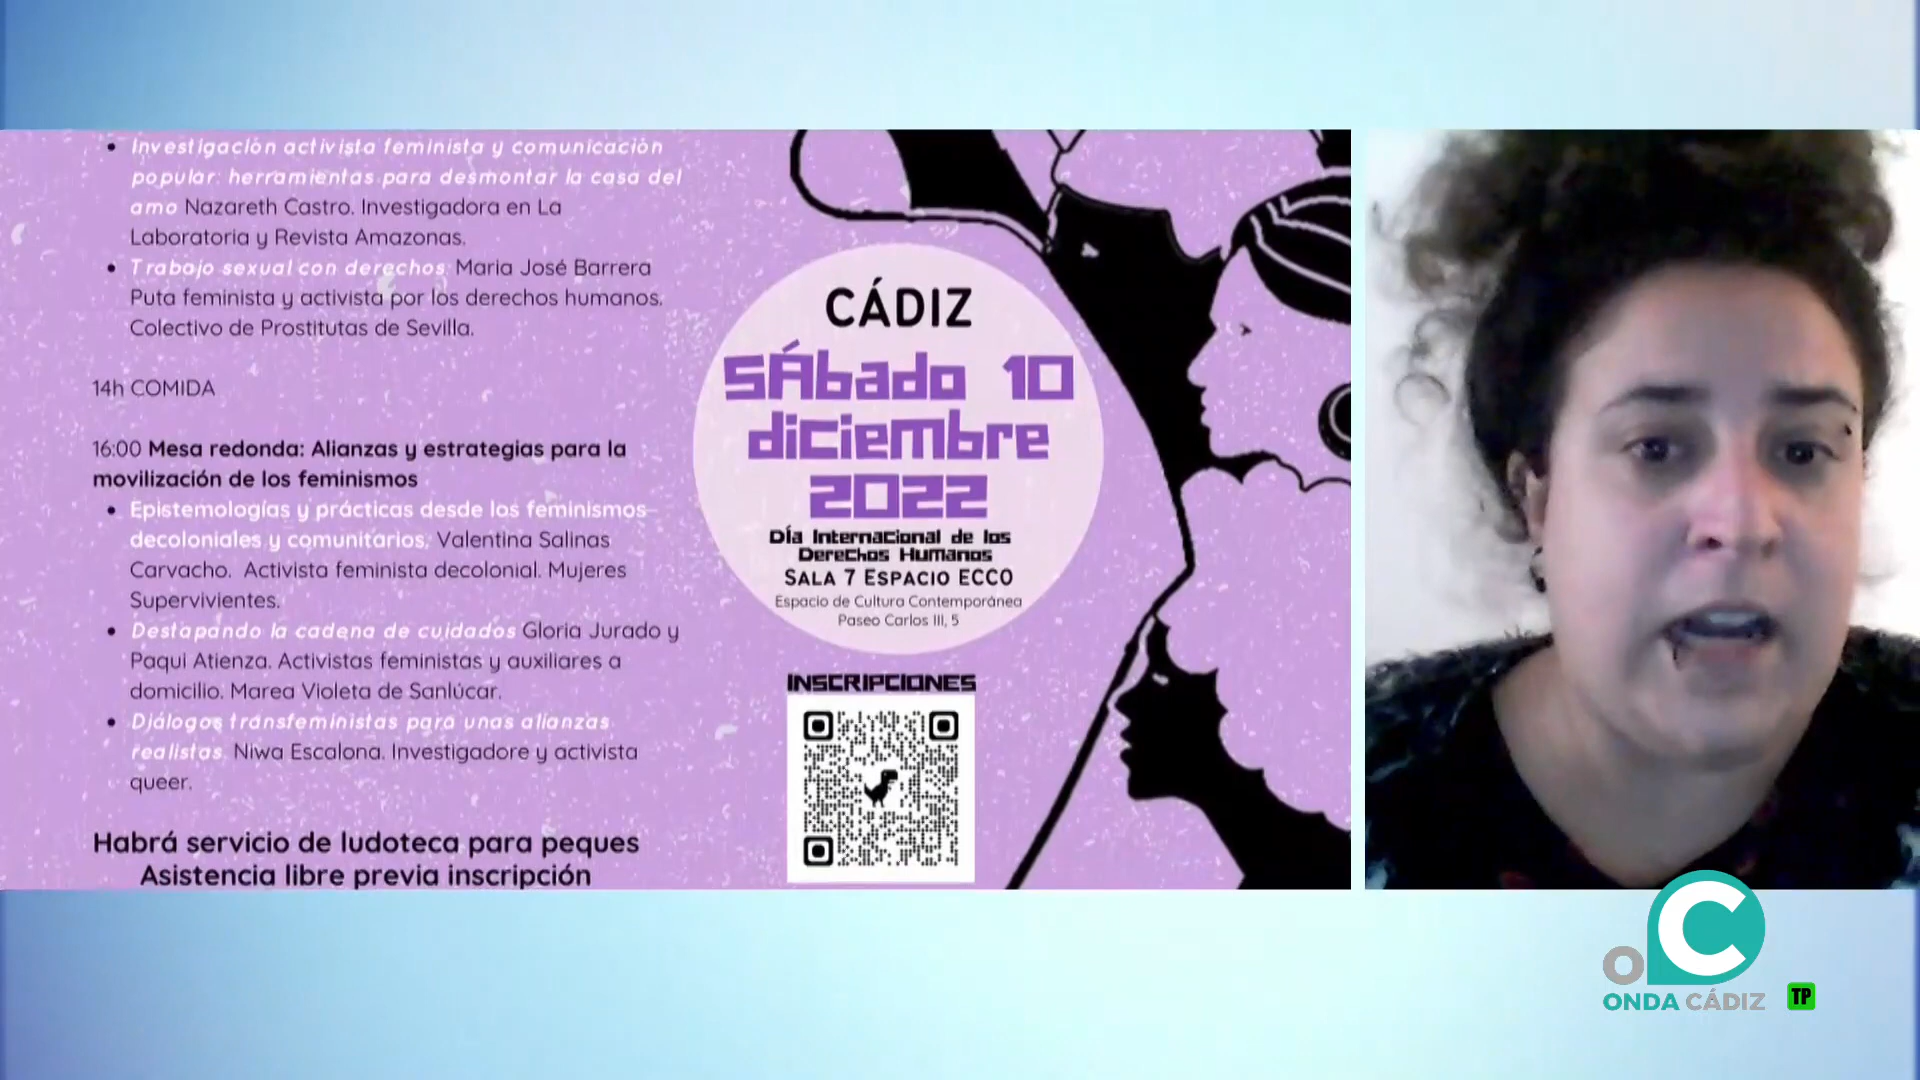 Investigación activista feminista y comunicación
popular: herramientas para desmontar la casa del
amo Nazareth Castro. Investigadora en La
Laboratoria y Revista Amazonas.
Trabajo sexual con derechos. Maria José Barrera
Puta feminista y activista por los derechos humanos.
Colectivo de Prostitutas de Sevilla.
14h COMIDA
16:00 Mesa redonda: Alianzas y estrategias para la
movilización de los feminismos
Epistemologías y prácticas desde los feminismos
decoloniales y comunitarios. Valentina Salinas
Carvacho. Activista feminista decolonial. Mujeres
Supervivientes.
Destapando la cadena de cuidados Gloria Jurado y
Paqui Atienza. Activistas feministas y auxiliares a
domicilio. Marea Violeta de Sanlúcar.
Diálogos transfeministas para unas alianzas
realistas. Niwa Escalona. Investigadore y activista
queer.
Habrá servicio de ludoteca para peques
Asistencia libre previa inscripción
CÁDIZ
SÁbado 10
diciembre
2022
Día Internacional de los
Derechos Humanos
SALA 7 ESPACIO ECCO
Espacio de Cultura Contemporánea
Paseo Carlos III, 5
INSCRIPCIONES
O C
ONDA CÁDIZ
TP